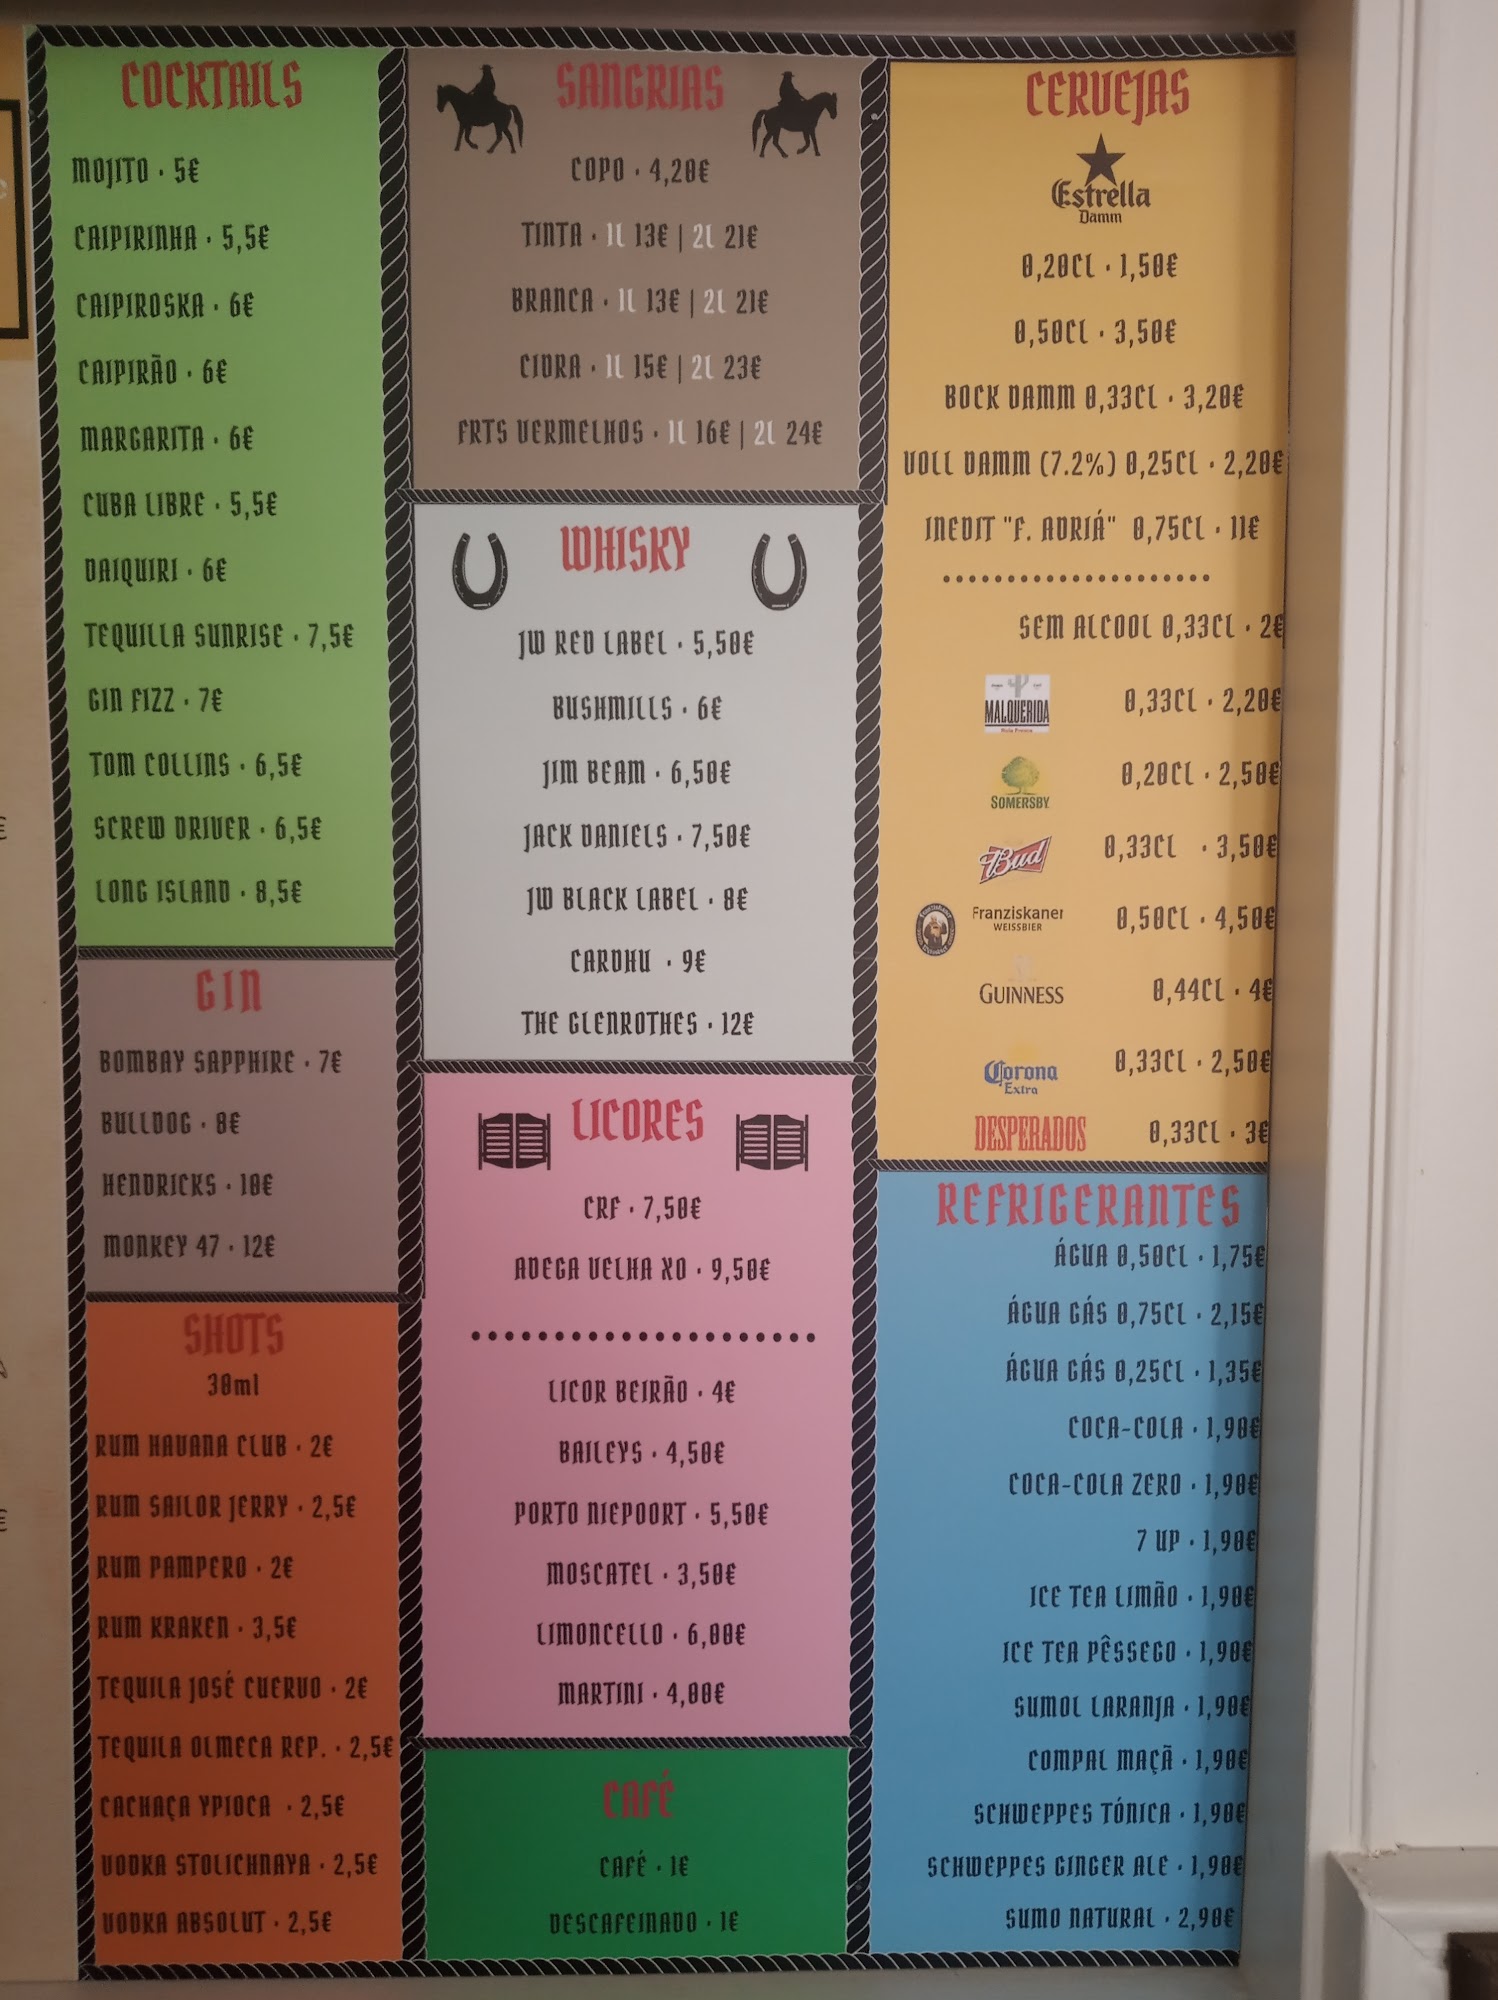 COCKTAILS
MOJITO · 5€
CAIPIRINHA · 5,5€
CAIPIROSKA · 6€
CAIPIRÃO · 6€
MARGARITA · 6€
CUBA LIBRE · 5,5€
DAIQUIRI · 6€
TEQUILLA SUNRISE · 7,5€
GIN FIZZ · 7€
TOM COLLINS · 6,5€
SCREW DRIVER · 6,5€
LONG ISLAND · 8,5€
GIN
BOMBAY SAPPHIRE · 7€
BULLDOG · 8€
HENDRICKS · 10€
MONKEY 47 · 12€
SHOTS
30ml
RUM HAVANA CLUB · 2€
RUM SAILOR JERRY · 2,5€
RUM PAMPERO · 2€
RUM KRAKEN · 3,5€
TEQUILA JOSÉ CUERVO · 2€
TEQUILA OLMECA REP. · 2,5€
CACHAÇA YPIOCA · 2,5€
VODKA STOLICHNAYA · 2,5€
VODKA ABSOLUT · 2,5€
SANGRIAS
COPO · 4,20€
TINTA · 1L 13€ | 2L 21€
BRANCA · 1L 13€ | 2L 21€
CIDRA · 1L 15€ | 2L 23€
FRTS VERMELHOS · 1L 16€ | 2L 24€
WHISKY
JW RED LABEL · 5,50€
BUSHMILLS · 6€
JIM BEAM · 6,50€
JACK DANIELS · 7,50€
JW BLACK LABEL · 8€
CARDHU · 9€
THE GLENROTHES · 12€
LICORES
CRF · 7,50€
ADEGA VELHA XO · 9,50€
LICOR BEIRÃO · 4€
BAILEYS · 4,50€
PORTO NIEPOORT · 5,50€
MOSCATEL · 3,50€
LIMONCELLO · 6,00€
MARTINI · 4,00€
CAFÉ
CAFÉ · 1€
DESCAFEINADO · 1€
CERVEJAS
Estrella
Damm
0,20CL · 1,50€
0,50CL · 3,50€
BOCK DAMM 0,33CL · 3,20€
VOLL DAMM (7.2%) 0,25CL · 2,20€
INEDIT "F. ADRIÁ" 0,75CL · 11€
SEM ALCOOL 0,33CL · 2€
MALQUERIDA 0,33CL · 2,20€
SOMERSBY 0,20CL · 2,50€
Bud 0,33CL · 3,50€
Franziskaner 0,50CL · 4,50€
WEISSBIER
GUINNESS 0,44CL · 4€
Corona 0,33CL · 2,50€
Extra
DESPERADOS 0,33CL · 3€
REFRIGERANTES
ÁGUA 0,50CL · 1,75€
ÁGUA GÁS 0,75CL · 2,15€
ÁGUA GÁS 0,25CL · 1,35€
COCA-COLA · 1,90€
COCA-COLA ZERO · 1,90€
7 UP · 1,90€
ICE TEA LIMÃO · 1,90€
ICE TEA PÊSSEGO · 1,90€
SUMOL LARANJA · 1,90€
COMPAL MAÇÃ · 1,90€
SCHWEPPES TÓNICA · 1,90€
SCHWEPPES GINGER ALE · 1,90€
SUMO NATURAL · 2,90€